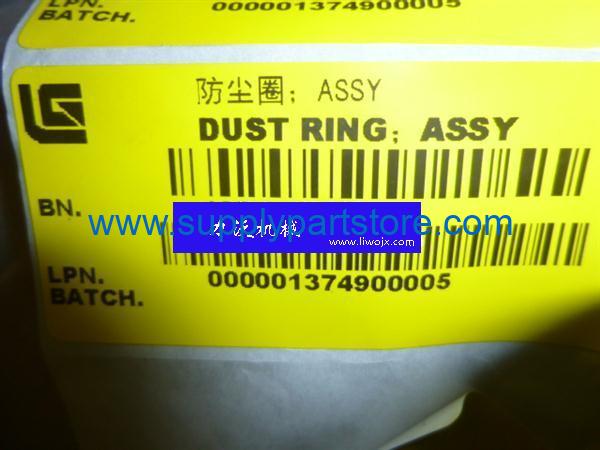 LPN.
BATCH.
000001374900005
防尘圈；ASSY
DUST RING；ASSY
BN.
www.supplypartstore.com
www.liwojx.com
LPN.
BATCH.
000001374900005